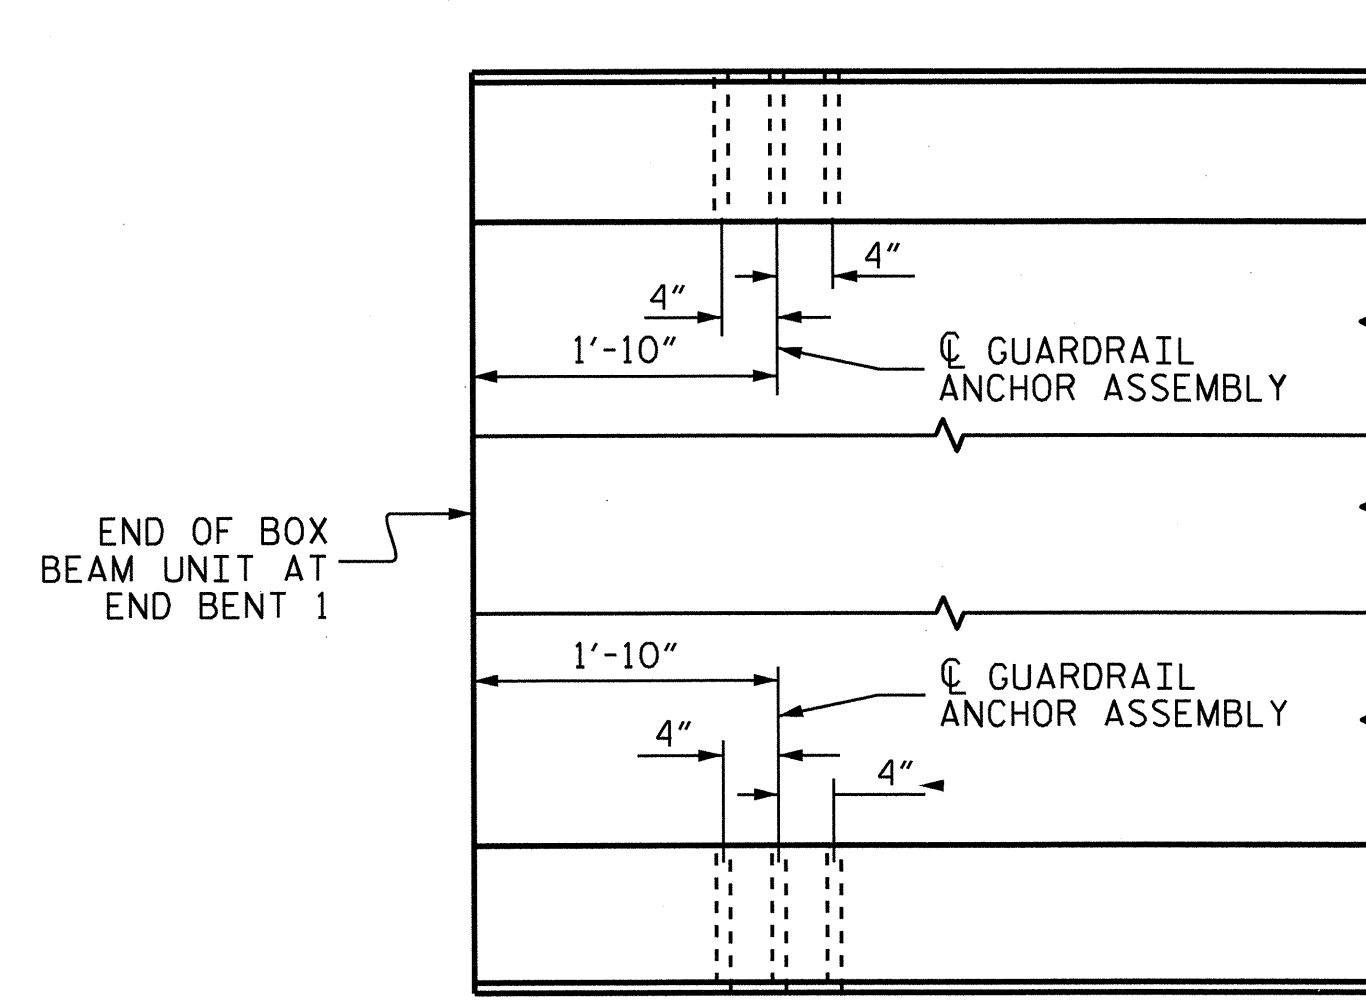 4"
4"
1'-10"
℄ GUARDRAIL
ANCHOR ASSEMBLY
END OF BOX
BEAM UNIT AT
END BENT 1
1'-10"
℄ GUARDRAIL
ANCHOR ASSEMBLY
4"
4"